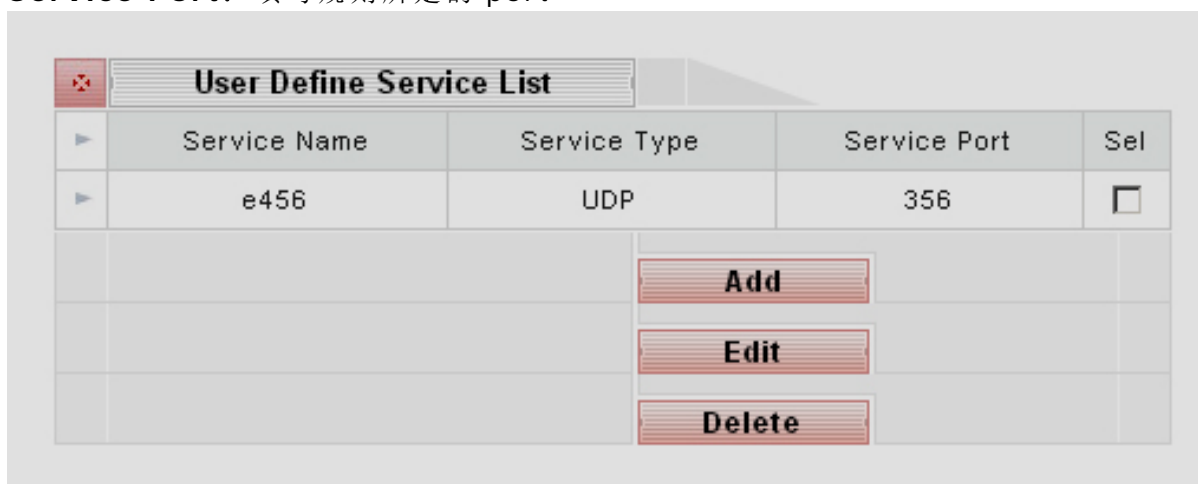 User Define Service List
Service Name Service Type Service Port Sel
e456 UDP 356
Add
Edit
Delete